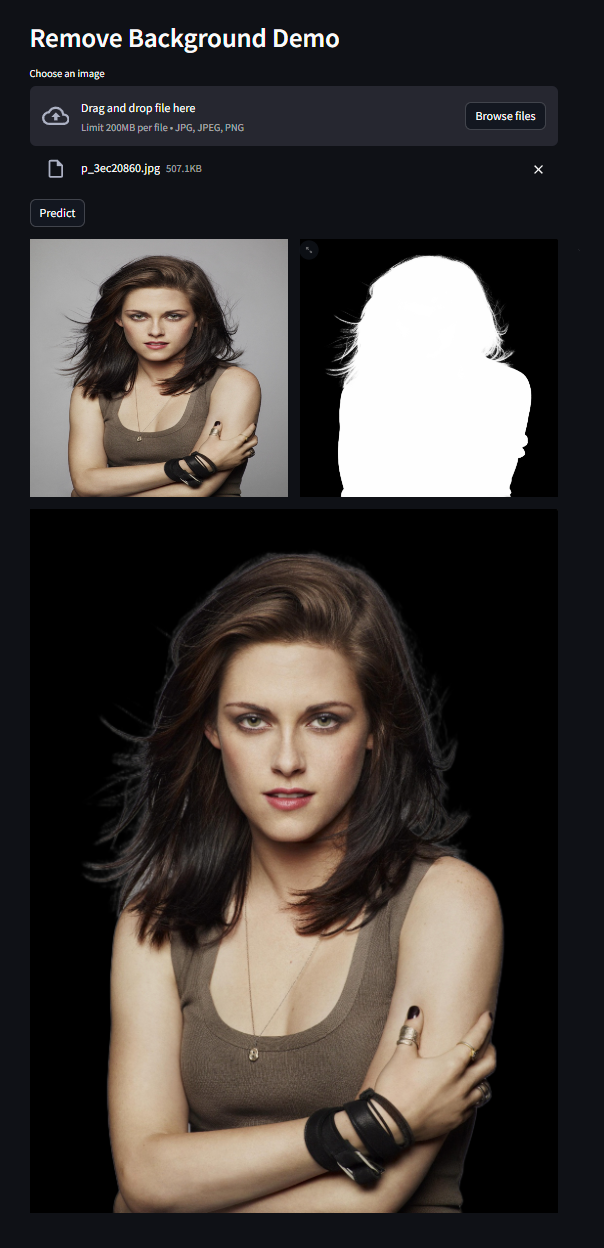 Remove Background Demo
Choose an image
Drag and drop file here
Limit 200MB per file • JPG, JPEG, PNG
Browse files
p_3ec20860.jpg 507.1KB
Predict